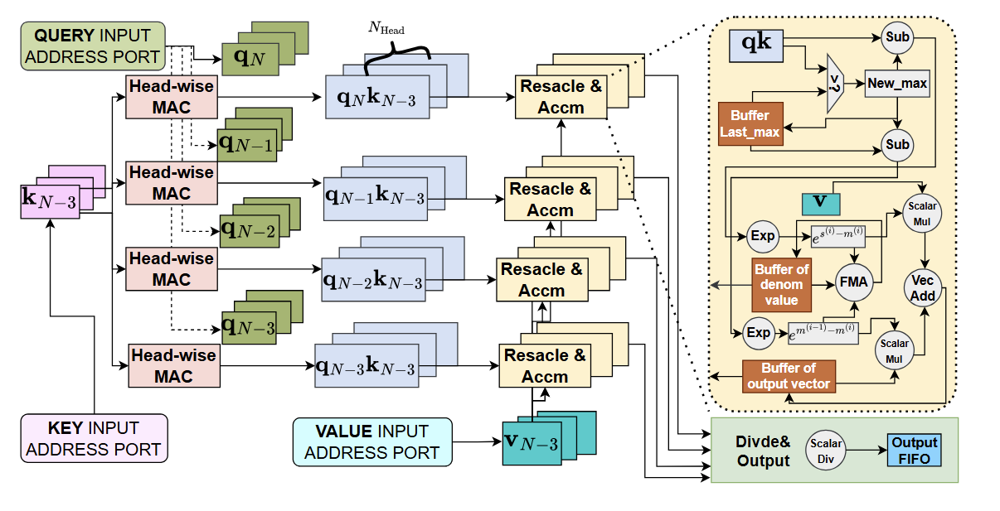 QUERY INPUT
ADDRESS PORT
q_N
N_Head
Head-wise
MAC
q_N k_{N-3}
Resacle &
Accm
q_{N-1}
k_{N-3}
Head-wise
MAC
q_{N-1}k_{N-3}
Resacle &
Accm
q_{N-2}
Head-wise
MAC
q_{N-2}k_{N-3}
Resacle &
Accm
q_{N-3}
Head-wise
MAC
q_{N-3}k_{N-3}
Resacle &
Accm
KEY INPUT
ADDRESS PORT
VALUE INPUT
ADDRESS PORT
v_{N-3}
qk
Sub
>?
New_max
Buffer
Last_max
Sub
v
Scalar
Mul
Exp
e^{s^{(i)}-m^{(i)}}
Buffer of
denom
value
FMA
Vec
Add
Exp
e^{m^{(i-1)}-m^{(i)}}
Scalar
Mul
Buffer of
output vector
Divde&
Output
Scalar
Div
Output
FIFO